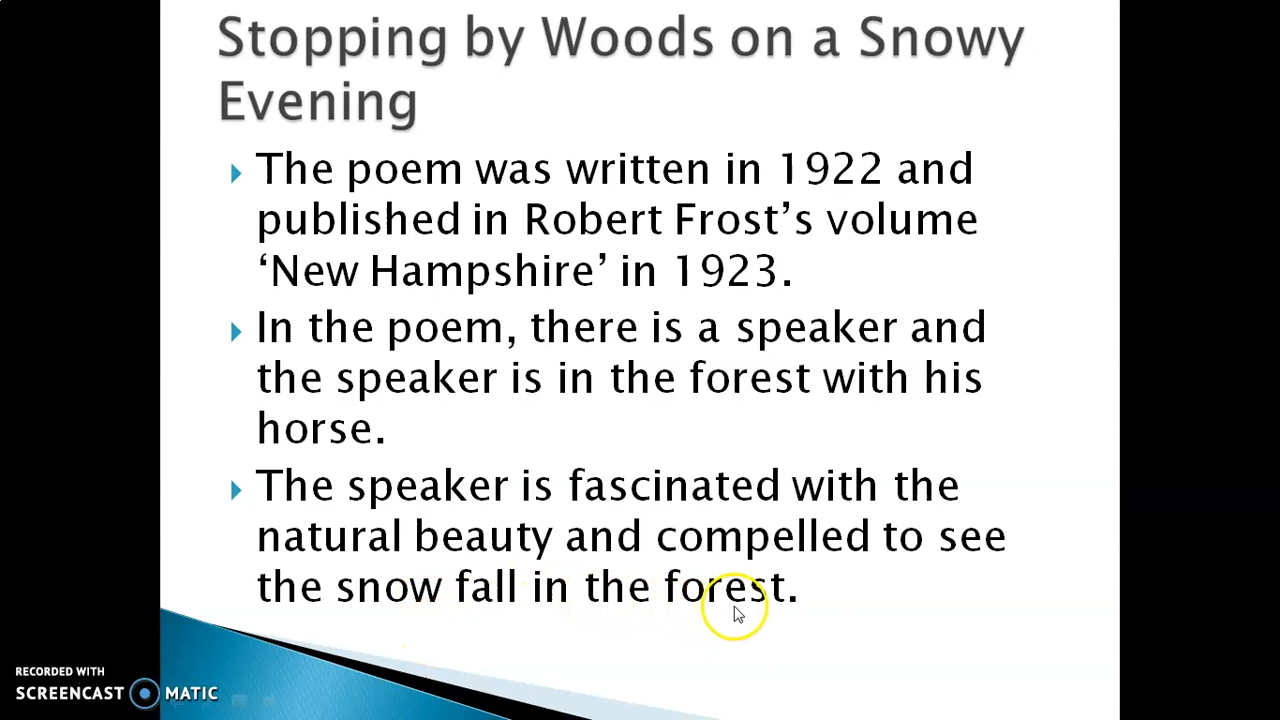 Stopping by Woods on a Snowy
Evening
The poem was written in 1922 and
published in Robert Frost’s volume
‘New Hampshire’ in 1923.
In the poem, there is a speaker and
the speaker is in the forest with his
horse.
The speaker is fascinated with the
natural beauty and compelled to see
the snow fall in the forest.
RECORDED WITH
SCREENCAST MATIC